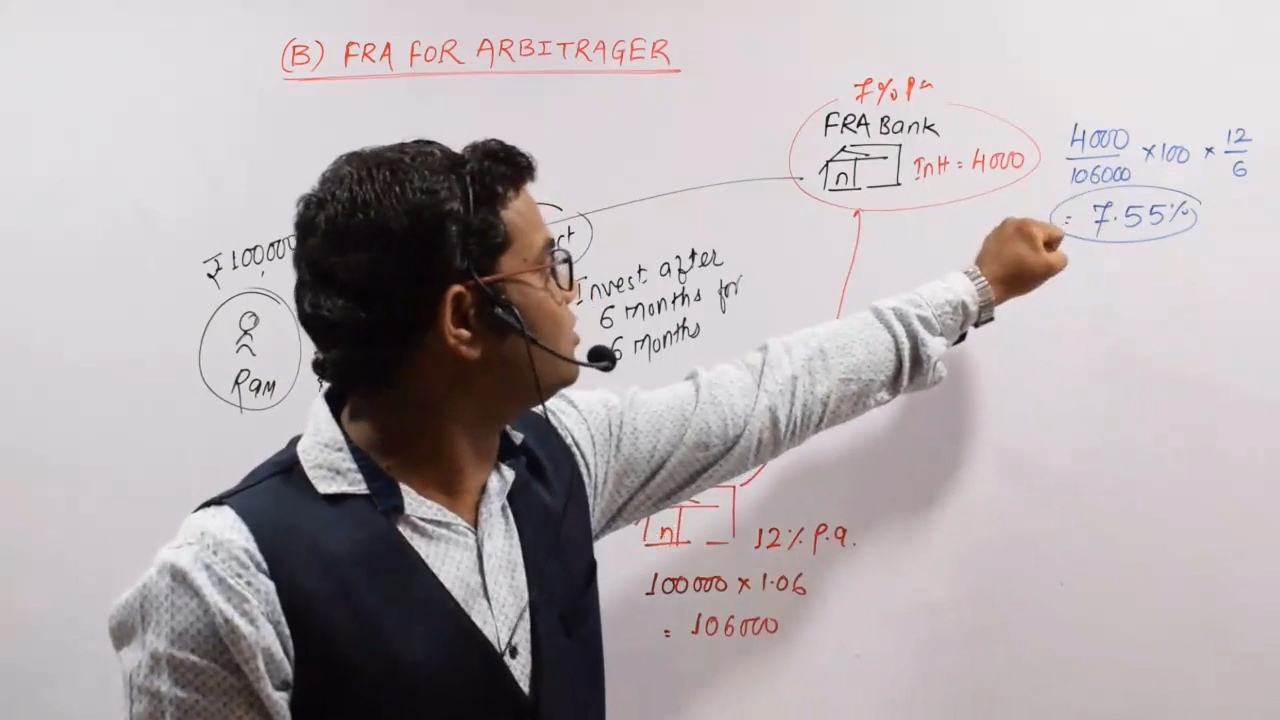 (B) FRA FOR ARBITRAGER
7% Pa
FRA Bank
Int = 4000
4000
106000
×100 × 12
6
= 7.55%
₹100000
Ram
Invest after
6 months for
6 months
12% p.a.
100000 × 1.06
= 106000